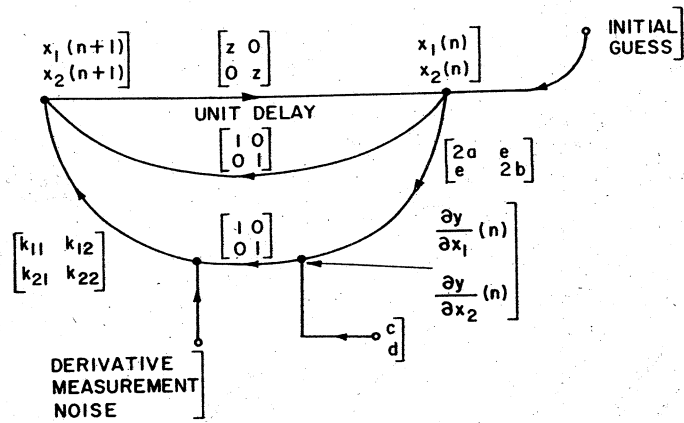 x₁(n+1)
x₂(n+1)]
[z 0
0 z]
x₁(n)
x₂(n)]
INITIAL
GUESS]
UNIT DELAY
[1 0
0 1]
[2a e
e 2b]
[k₁₁ k₁₂
k₂₁ k₂₂]
[1 0
0 1]
∂y/∂x₁ (n)
∂y/∂x₂ (n)]
c
d]
DERIVATIVE
MEASUREMENT
NOISE]